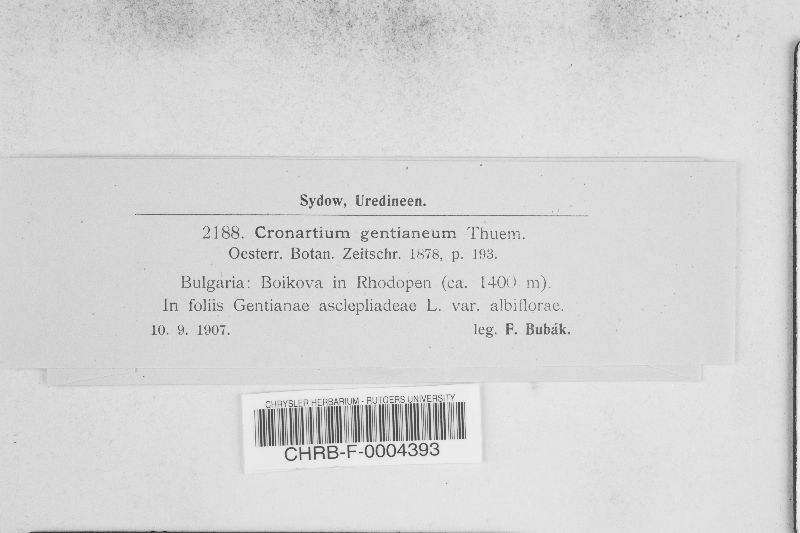 Sydow, Uredineen.
2188. Cronartium gentianeum Thuem.
Oesterr. Botan. Zeitschr. 1878, p. 193.
Bulgaria: Boikova in Rhodopen (ca. 1400 m).
In foliis Gentianae asclepliadeae L. var. albiflorae.
10. 9. 1907. leg. F. Bubák.
CHRYSLER HERBARIUM - RUTGERS UNIVERSITY
CHRB-F-0004393